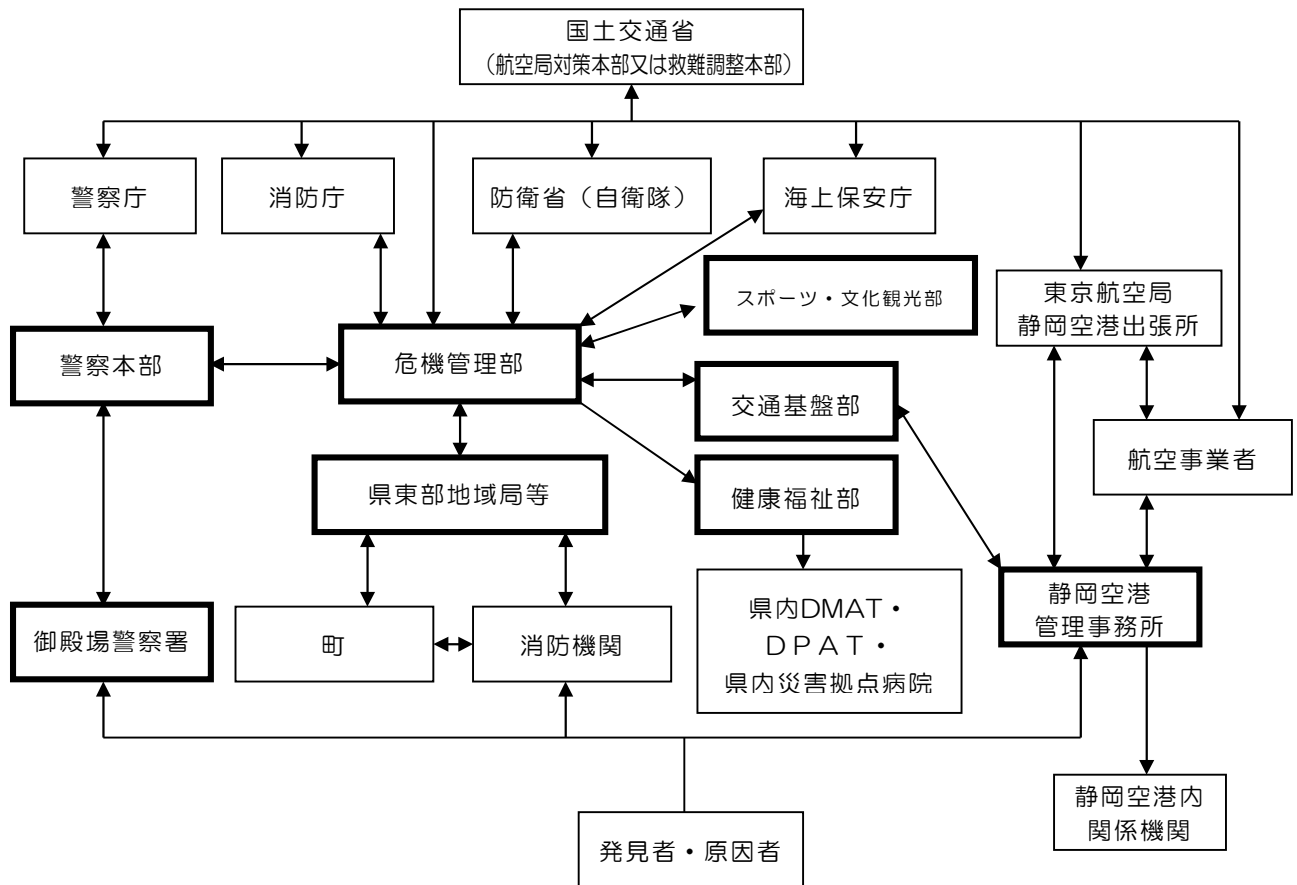 国土交通省
（航空局対策本部又は救難調整本部）
警察庁
消防庁
防衛省（自衛隊）
海上保安庁
スポーツ・文化観光部
東京航空局
静岡空港出張所
警察本部
危機管理部
交通基盤部
航空事業者
県東部地域局等
健康福祉部
御殿場警察署
町
消防機関
県内DMAT・
ＤＰＡＴ・
県内災害拠点病院
静岡空港
管理事務所
静岡空港内
関係機関
発見者・原因者